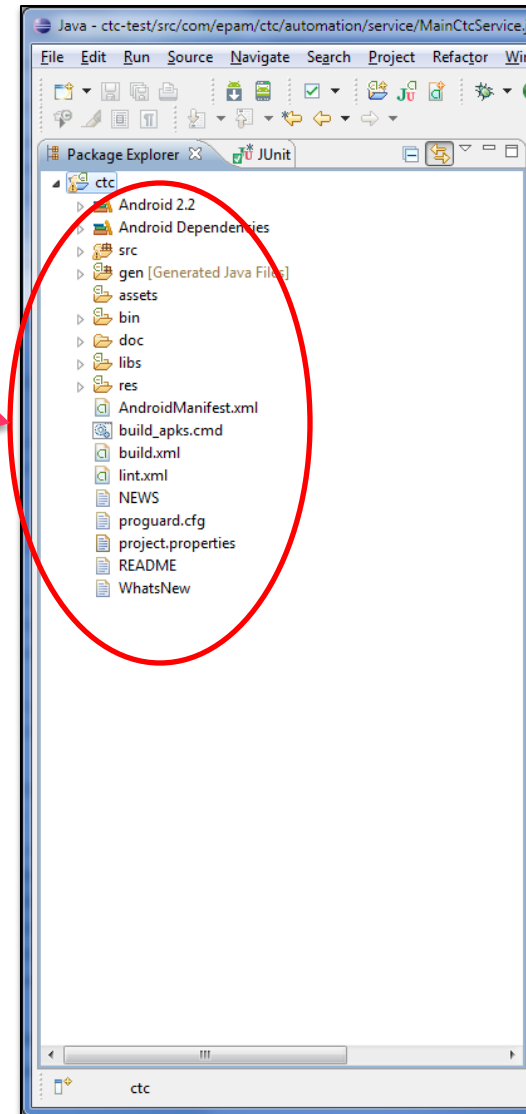 Java - ctc-test/src/com/epam/ctc/automation/service/MainCtcService.j
File Edit Run Source Navigate Search Project Refactor Wi
Package Explorer JUnit
ctc
Android 2.2
Android Dependencies
src
gen [Generated Java Files]
assets
bin
doc
libs
res
AndroidManifest.xml
build_apks.cmd
build.xml
lint.xml
NEWS
proguard.cfg
project.properties
README
WhatsNew
ctc